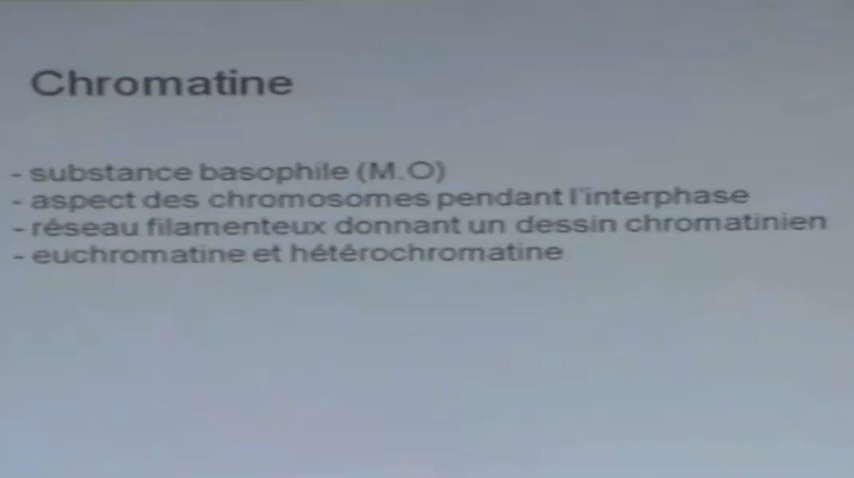 Chromatine
- substance basophile (M.O)
- aspect des chromosomes pendant l'interphase
- réseau filamenteux donnant un dessin chromatinien
- euchromatine et hétérochromatine